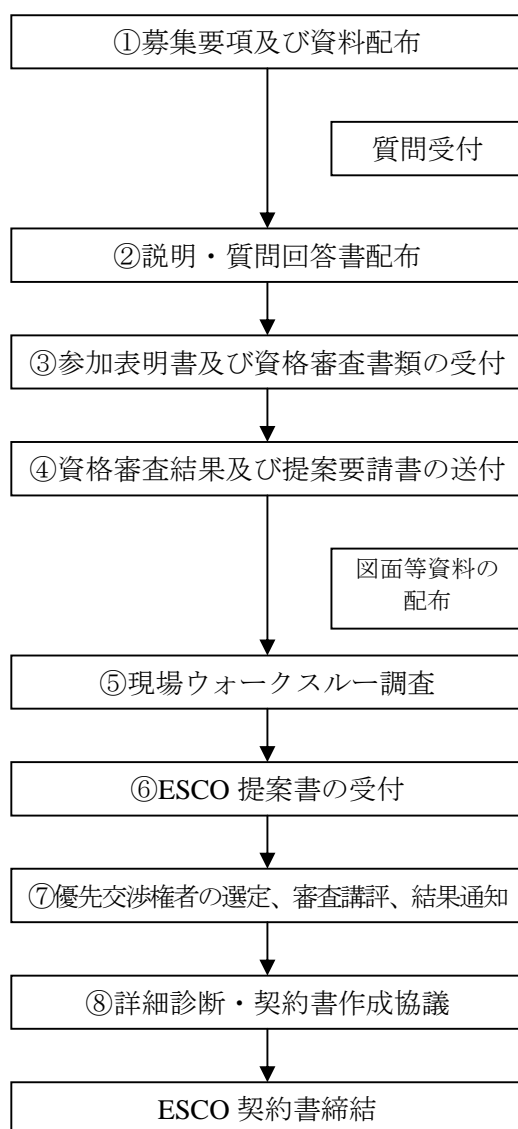 ①募集要項及び資料配布
質問受付
②説明・質問回答書配布
③参加表明書及び資格審査書類の受付
④資格審査結果及び提案要請書の送付
図面等資料の
配布
⑤現場ウォークスルー調査
⑥ESCO 提案書の受付
⑦優先交渉権者の選定、審査講評、結果通知
⑧詳細診断・契約書作成協議
ESCO 契約書締結